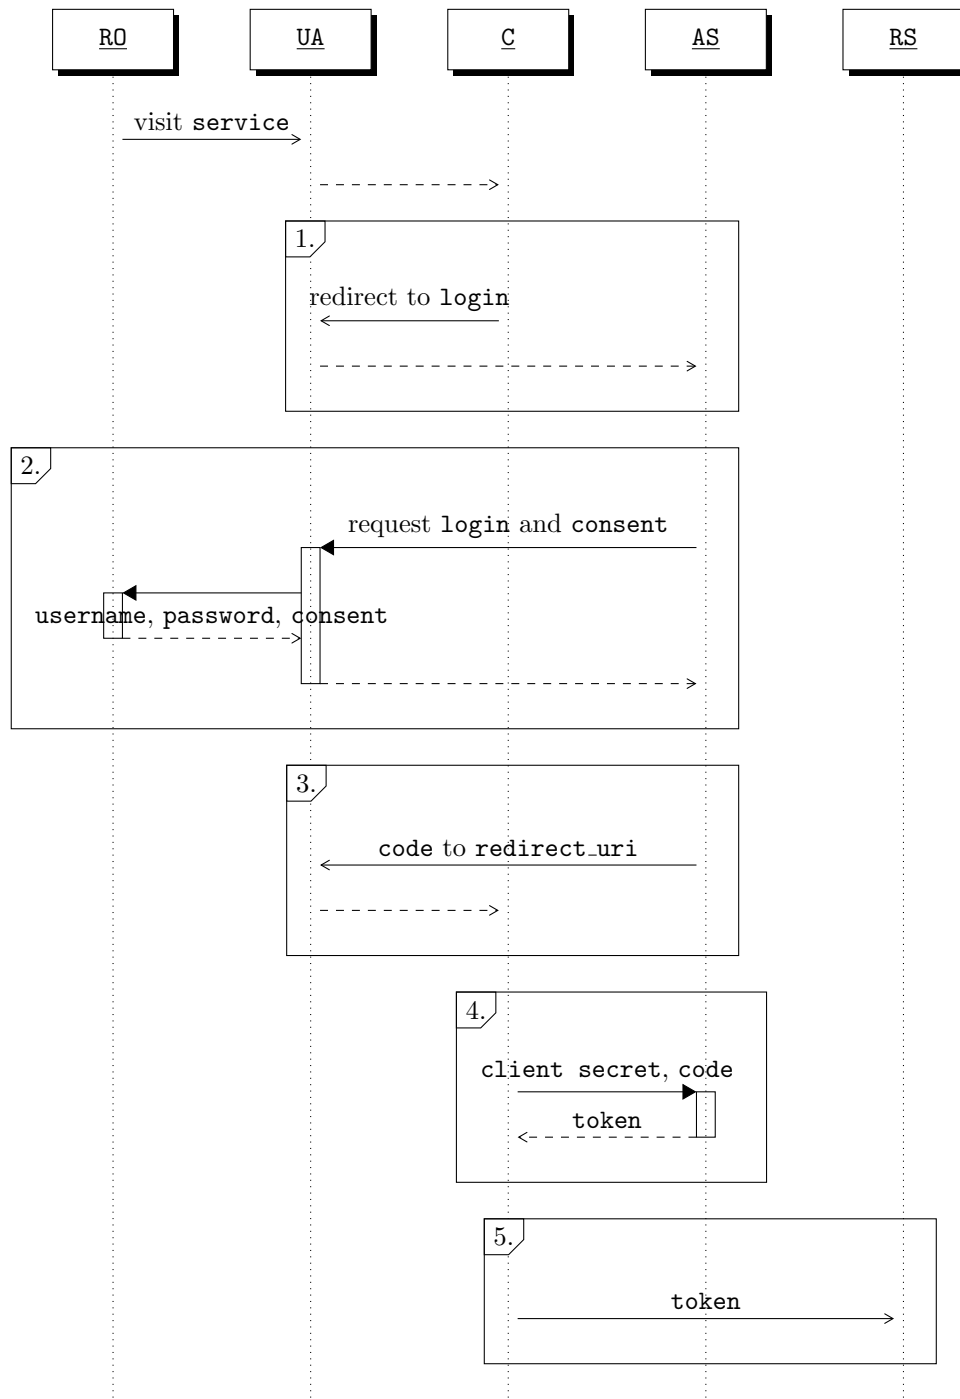 RO UA C AS RS
visit service
1.
redirect to login
2.
request login and consent
username, password, consent
3.
code to redirect_uri
4.
client secret, code
token
5.
token